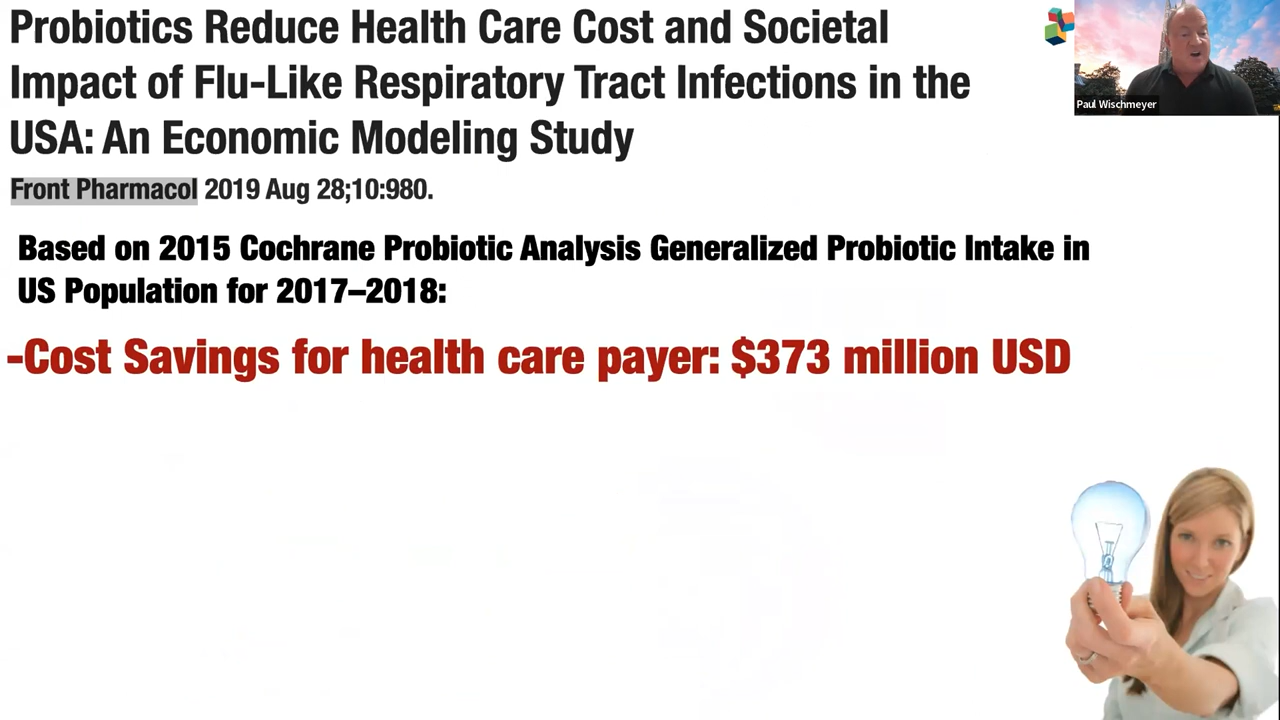 Probiotics Reduce Health Care Cost and Societal
Impact of Flu-Like Respiratory Tract Infections in the
USA: An Economic Modeling Study
Front Pharmacol 2019 Aug 28;10:980.
Based on 2015 Cochrane Probiotic Analysis Generalized Probiotic Intake in
US Population for 2017–2018:
-Cost Savings for health care payer: $373 million USD
Paul Wischmeyer